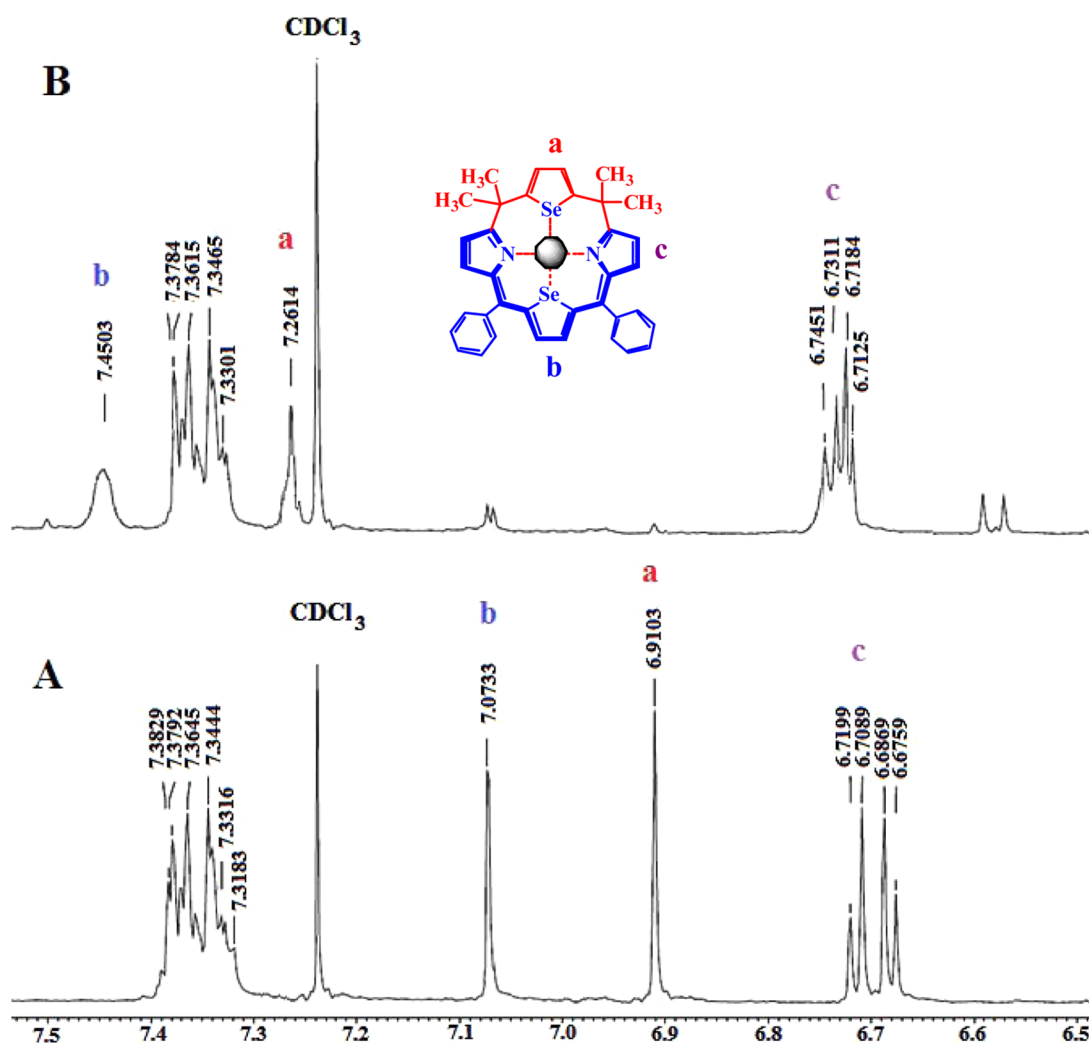 CDCl3
B
a
H3C
CH3
H3C
CH3
Se
c
N
N
c
Se
b
a
b
7.4503
7.3784
7.3615
7.3465
7.3301
7.2614
6.7451
6.7311
6.7184
6.7125
a
CDCl3
b
A
c
7.3829
7.3792
7.3645
7.3444
7.3316
7.3183
7.0733
6.9103
6.7199
6.7089
6.6869
6.6759
7.5 7.4 7.3 7.2 7.1 7.0 6.9 6.8 6.7 6.5